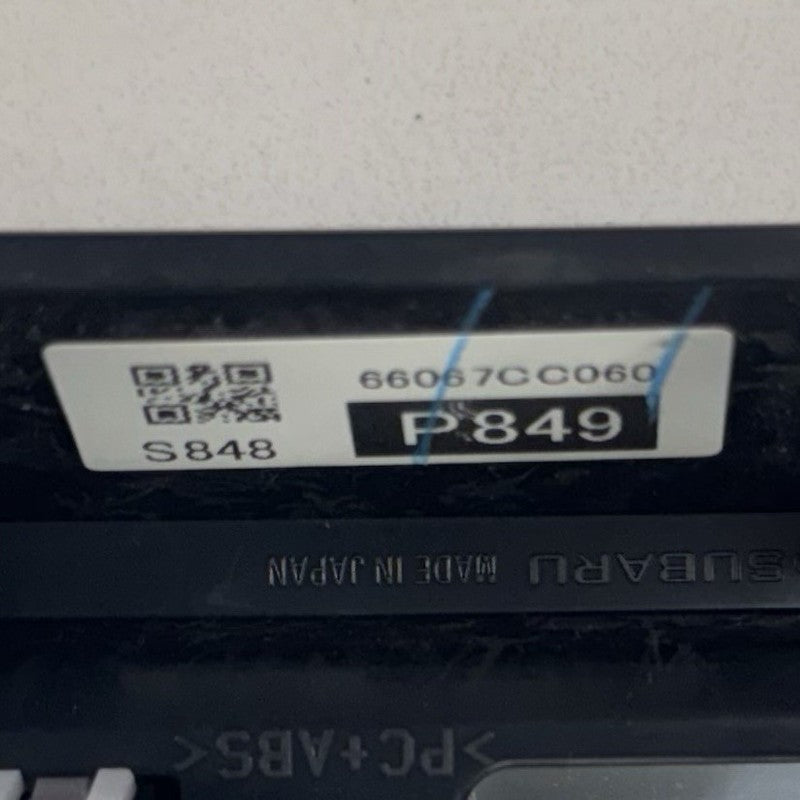 66067CC060
P849
S848
SUBARU MADE IN JAPAN
>PC+ABS<